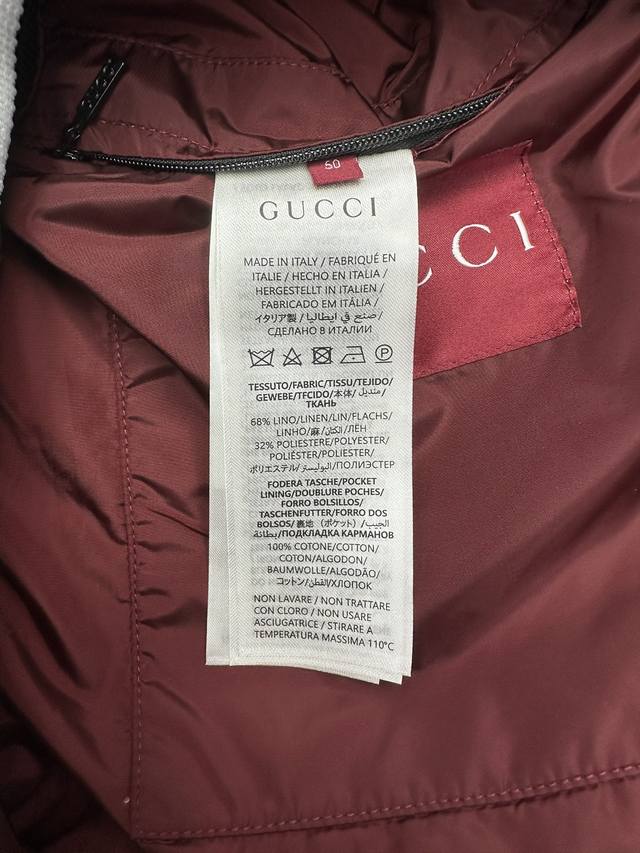 50
GUCCI
CCI
MADE IN ITALY / FABRIQUÉ EN
ITALIE / HECHO EN ITALIA /
HERGESTELLT IN ITALIEN /
FABRICADO EM ITÁLIA /
イタリア製 / صنع في ايطاليا /
СДЕЛАНО В ИТАЛИИ
P
TESSUTO/FABRIC/TISSU/TEJIDO/
GEWEBE/TFCIDO/本体/منديل/
ТКАНЬ
68% LINO/LINEN/LIN/FLACHS/
LINHO/麻/الكتان/ЛЁН
32% POLIESTERE/POLYESTER/
POLIÉSTER/POLIESTER/
ポリエステル/البوليستر/ПОЛИЭСТЕР
FODERA TASCHE/POCKET
LINING/DOUBLURE POCHES/
FORRO BOLSILLOS/
TASCHENFUTTER/FORRO DOS
BOLSOS/裏地 (ポケット)/الجيب/
بطانة/ПОДКЛАДКА КАРМАНОВ
100% COTONE/COTTON/
COTON/ALGODON/
BAUMWOLLE/ALGODÃO/
コットン/القطن/ХЛОПОК
NON LAVARE / NON TRATTARE
CON CLORO / NON USARE
ASCIUGATRICE / STIRARE A
TEMPERATURA MASSIMA 110°C